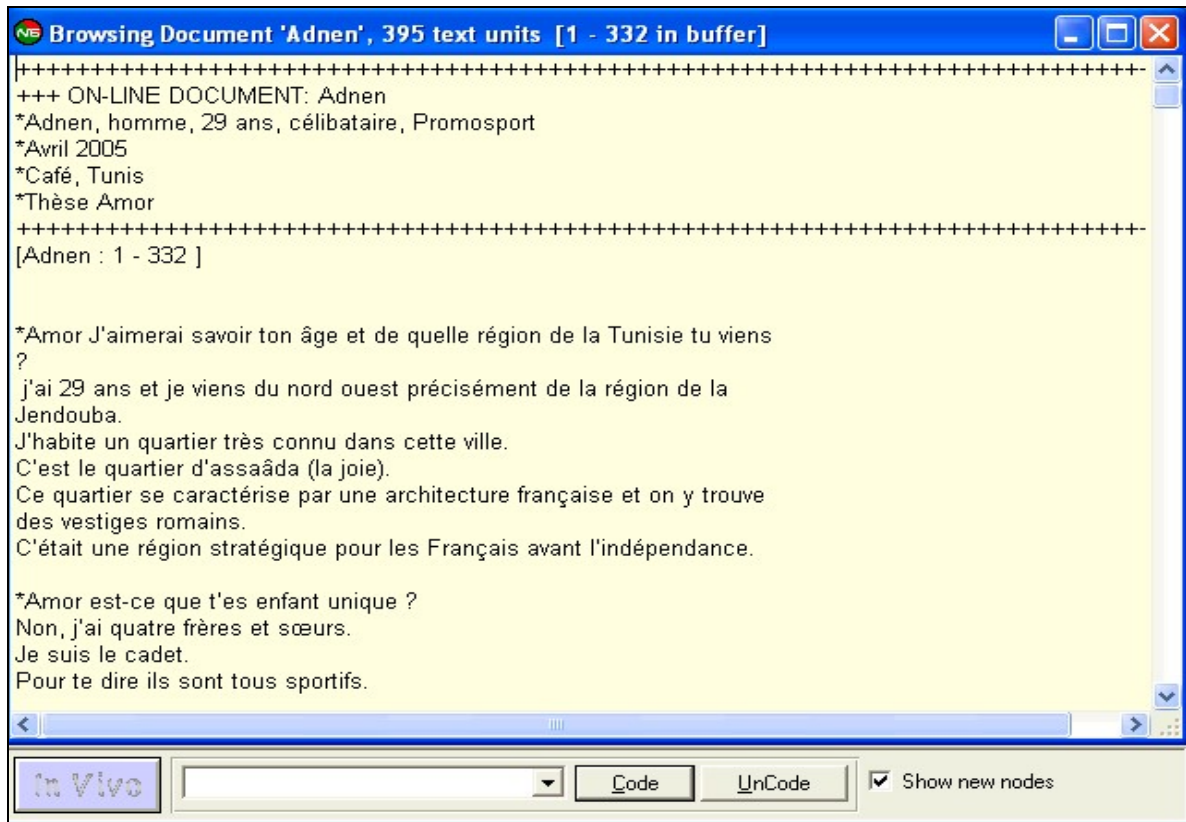 N6 Browsing Document 'Adnen', 395 text units [1 - 332 in buffer]
++++++++++++++++++++++++++++++++++++++++++++++++++++++++++++++++++++++++++++++++-
+++ ON-LINE DOCUMENT: Adnen
*Adnen, homme, 29 ans, célibataire, Promosport
*Avril 2005
*Café, Tunis
*Thèse Amor
++++++++++++++++++++++++++++++++++++++++++++++++++++++++++++++++++++++++++++++++-
[Adnen : 1 - 332 ]
*Amor J'aimerai savoir ton âge et de quelle région de la Tunisie tu viens
?
j'ai 29 ans et je viens du nord ouest précisément de la région de la
Jendouba.
J'habite un quartier très connu dans cette ville.
C'est le quartier d'assaâda (la joie).
Ce quartier se caractérise par une architecture française et on y trouve
des vestiges romains.
C'était une région stratégique pour les Français avant l'indépendance.
*Amor est-ce que t'es enfant unique ?
Non, j'ai quatre frères et sœurs.
Je suis le cadet.
Pour te dire ils sont tous sportifs.
In Vivo Code UnCode Show new nodes